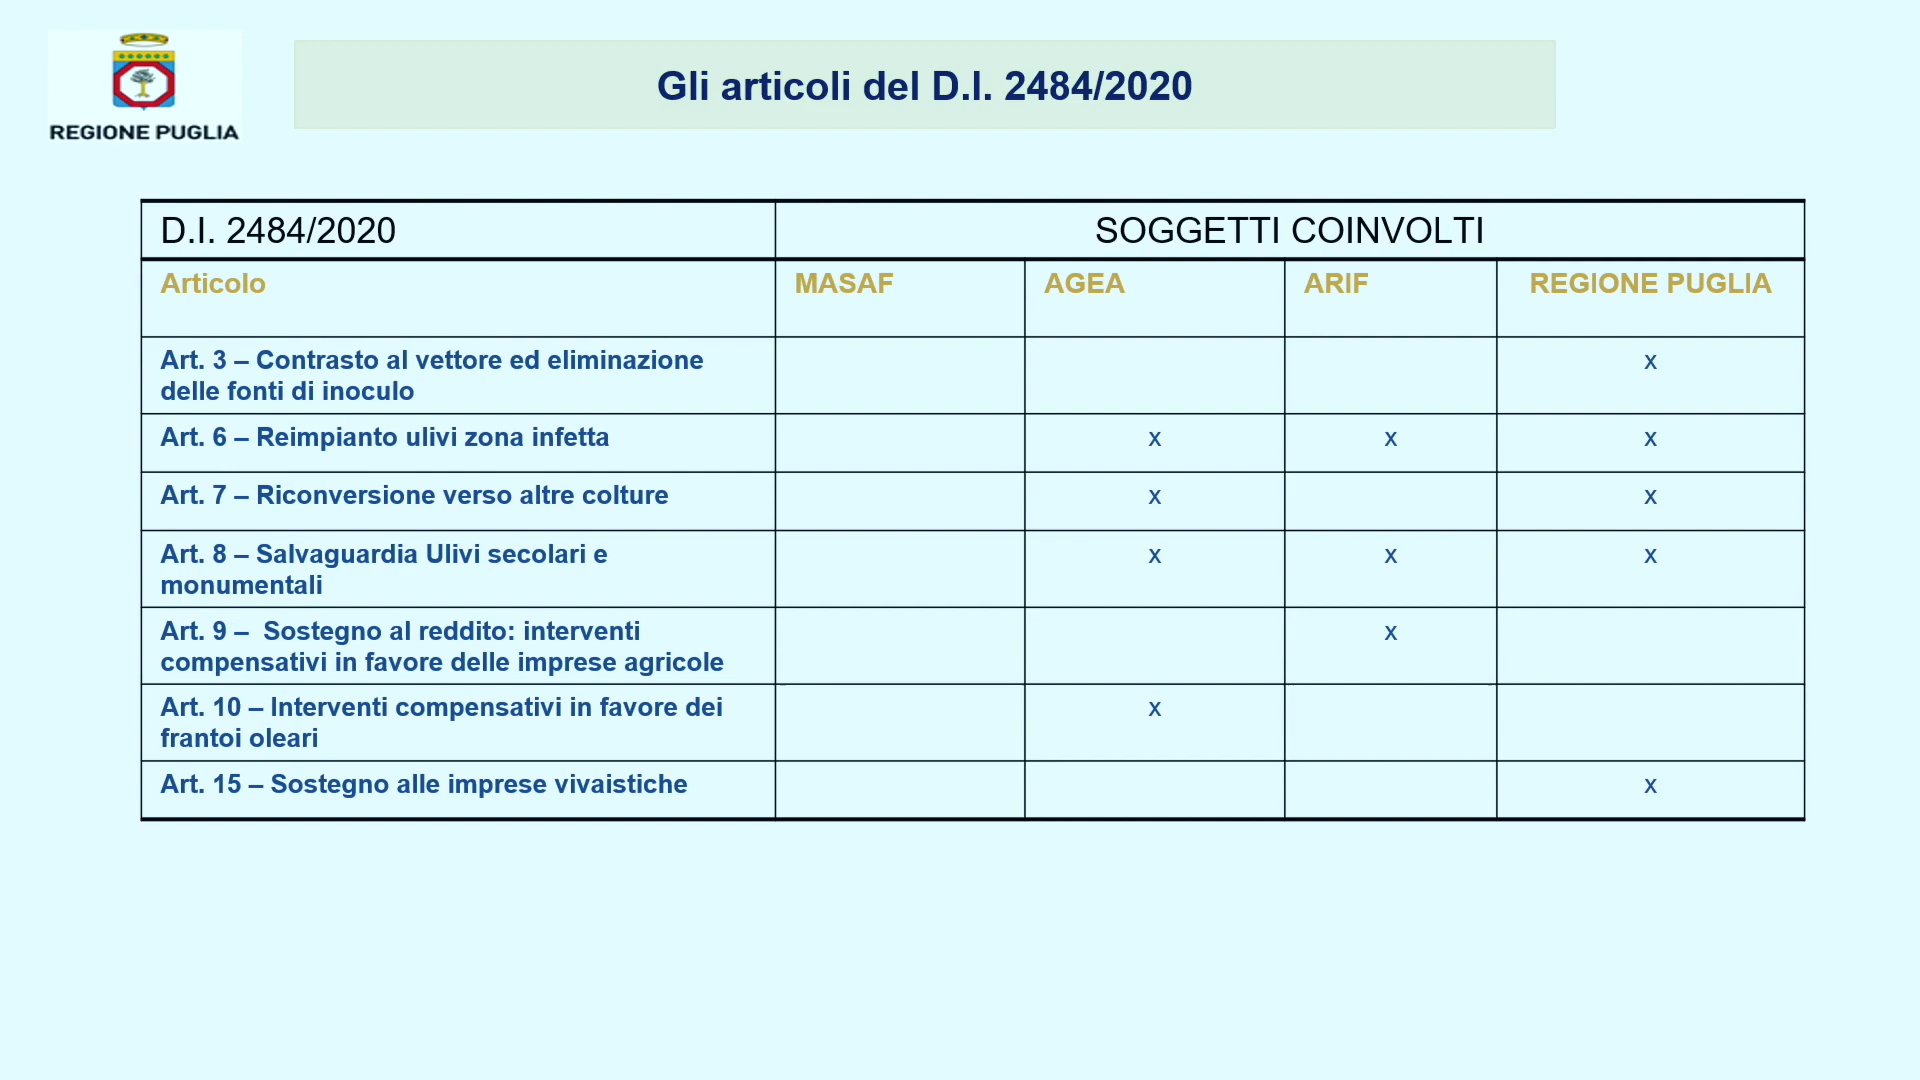 REGIONE PUGLIA
Gli articoli del D.I. 2484/2020
D.I. 2484/2020 SOGGETTI COINVOLTI
Articolo MASAF AGEA ARIF REGIONE PUGLIA
Art. 3 – Contrasto al vettore ed eliminazione x
delle fonti di inoculo
Art. 6 – Reimpianto ulivi zona infetta x x x
Art. 7 – Riconversione verso altre colture x x
Art. 8 – Salvaguardia Ulivi secolari e x x x
monumentali
Art. 9 – Sostegno al reddito: interventi x
compensativi in favore delle imprese agricole
Art. 10 – Interventi compensativi in favore dei x
frantoi oleari
Art. 15 – Sostegno alle imprese vivaistiche x